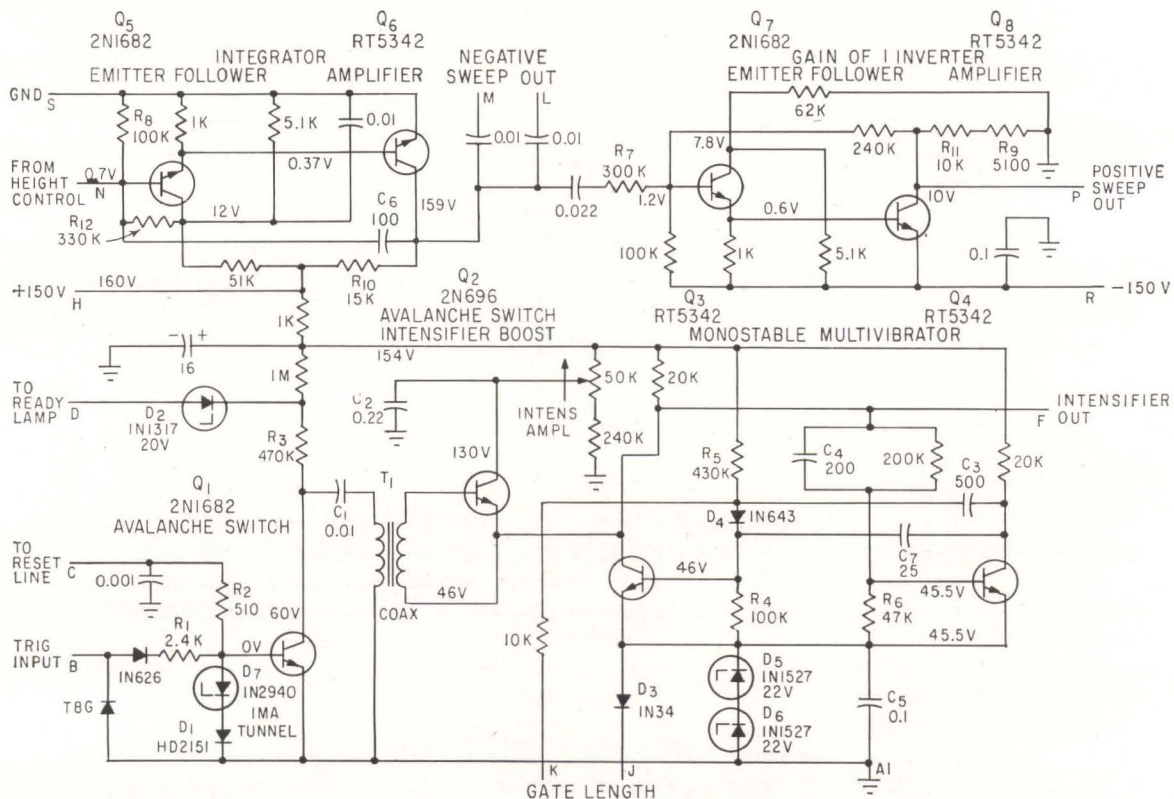 Q5
2N1682
Q6
RT5342
INTEGRATOR
EMITTER FOLLOWER AMPLIFIER
NEGATIVE
SWEEP OUT
Q7
2N1682
Q8
RT5342
GAIN OF 1 INVERTER
EMITTER FOLLOWER AMPLIFIER
GND S
M
L
R8
100K
1K
5.1K
0.01
0.01
0.01
62K
240K
R11
10K
R9
5100
FROM
HEIGHT
CONTROL
0.7V
N
0.37V
7.8V
R7
300K
1.2V
0.022
POSITIVE
SWEEP
OUT
P
10V
R12
330K
12V
C6
100
159V
0.6V
100K
1K
5.1K
0.1
51K
R10
15K
+150V H
160V
R
-150V
1K
Q2
2N696
AVALANCHE SWITCH
INTENSIFIER BOOST
Q3
RT5342
Q4
RT5342
MONOSTABLE MULTIVIBRATOR
- +
16
154V
1M
TO
READY
LAMP D
D2
IN1317
20V
C2
0.22
INTENS
AMPL
50K
20K
240K
INTENSIFIER
OUT
F
R3
470K
130V
R5
430K
C4
200
200K
C3
500
20K
Q1
2N1682
AVALANCHE SWITCH
C1
0.01
T1
COAX
D4
IN643
C7
25
TO
RESET
LINE C
0.001
R2
510
60V
46V
46V
R4
100K
R6
47K
45.5V
45.5V
10K
TRIG
INPUT B
R1
2.4K
0V
IN626
D7
IN2940
1MA
TUNNEL
T8G
D1
HD2151
D3
IN34
D5
IN1527
22V
D6
IN1527
22V
C5
0.1
K
J
A1
GATE LENGTH